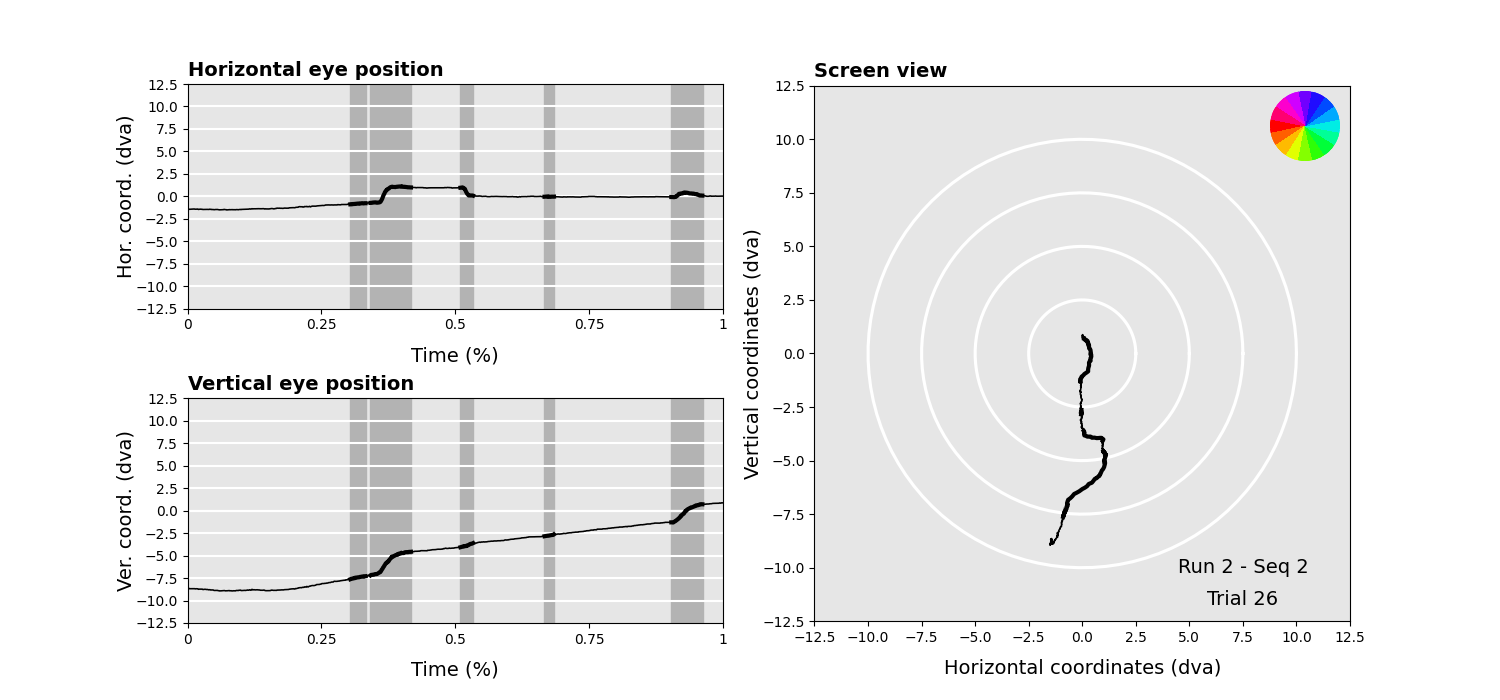 Horizontal eye position
12.5
10.0
7.5
5.0
2.5
0.0
−2.5
−5.0
−7.5
−10.0
−12.5
Hor. coord. (dva)
0 0.25 0.5 0.75 1
Time (%)
Vertical eye position
12.5
10.0
7.5
5.0
2.5
0.0
−2.5
−5.0
−7.5
−10.0
−12.5
Ver. coord. (dva)
0 0.25 0.5 0.75 1
Time (%)
Screen view
12.5
10.0
7.5
5.0
2.5
0.0
−2.5
−5.0
−7.5
−10.0
−12.5
Vertical coordinates (dva)
Run 2 - Seq 2
Trial 26
−12.5 −10.0 −7.5 −5.0 −2.5 0.0 2.5 5.0 7.5 10.0 12.5
Horizontal coordinates (dva)